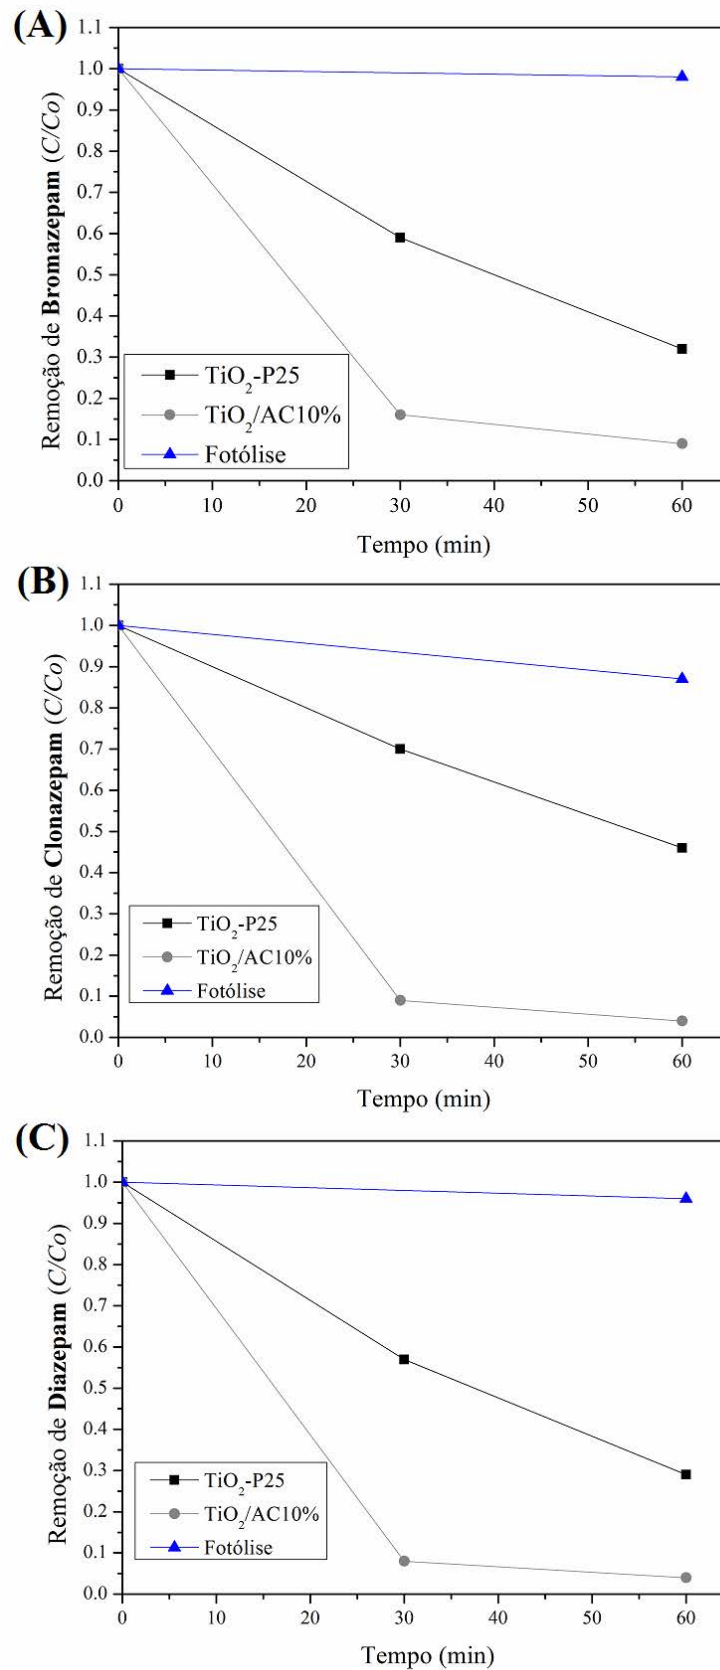 (A)
1.1
1.0
0.9
0.8
0.7
0.6
0.5
0.4
0.3
0.2
0.1
0.0
Remoção de Bromazepam (C/Co)
TiO₂-P25
TiO₂/AC10%
Fotólise
0 10 20 30 40 50 60
Tempo (min)
(B)
1.1
1.0
0.9
0.8
0.7
0.6
0.5
0.4
0.3
0.2
0.1
0.0
Remoção de Clonazepam (C/Co)
TiO₂-P25
TiO₂/AC10%
Fotólise
0 10 20 30 40 50 60
Tempo (min)
(C)
1.1
1.0
0.9
0.8
0.7
0.6
0.5
0.4
0.3
0.2
0.1
0.0
Remoção de Diazepam (C/Co)
TiO₂-P25
TiO₂/AC10%
Fotólise
0 10 20 30 40 50 60
Tempo (min)